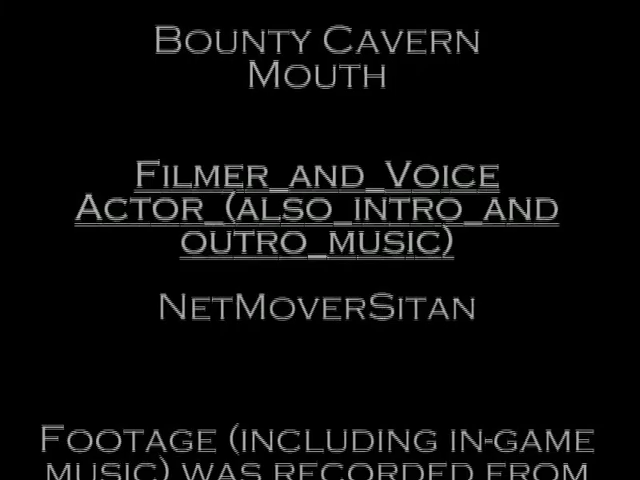 Bounty Cavern
Mouth
Filmer_and_Voice
Actor_(also_intro_and
outro_music)
NetMoverSitan
Footage (including in-game
music) was recorded from